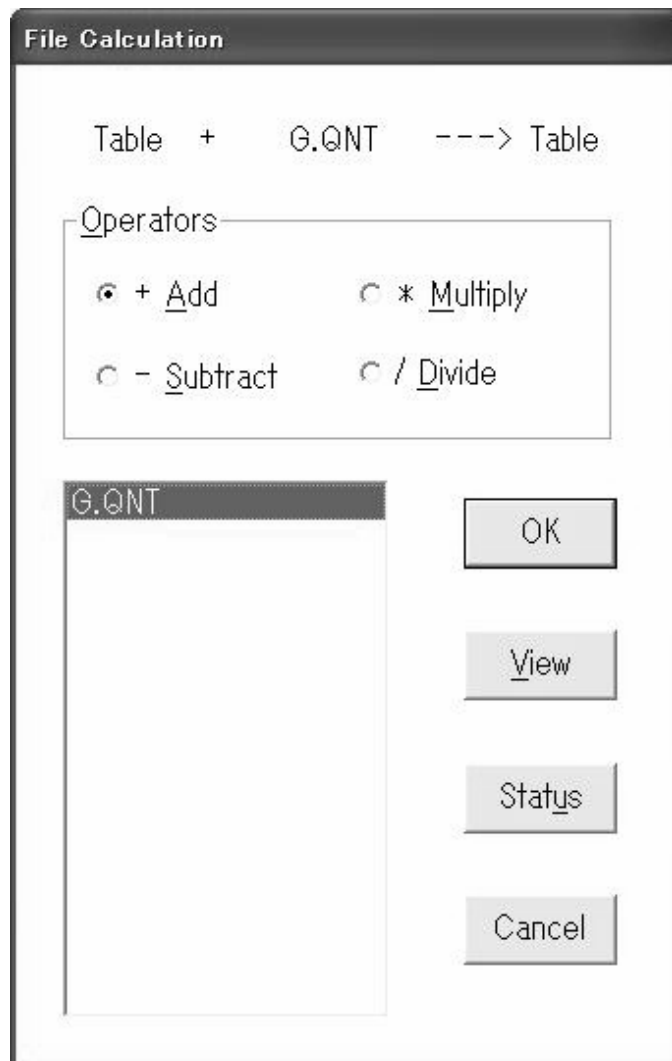 File Calculation
Table + G.QNT ---> Table
Operators
+ Add * Multiply
- Subtract / Divide
G.QNT
OK
View
Status
Cancel